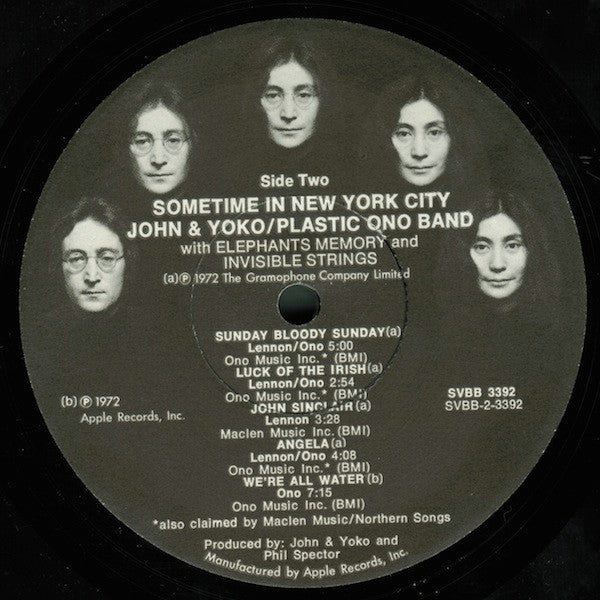 Side Two
SOMETIME IN NEW YORK CITY
JOHN & YOKO/PLASTIC ONO BAND
with ELEPHANTS MEMORY and
INVISIBLE STRINGS
(a)℗ 1972 The Gramophone Company Limited
SUNDAY BLOODY SUNDAY(a)
Lennon/Ono 5:00
Ono Music Inc.* (BMI)
LUCK OF THE IRISH(a)
Lennon/Ono 2:54
Ono Music Inc.* (BMI)
JOHN SINCLAIR(a)
Lennon 3:28
Maclen Music Inc. (BMI)
ANGELA(a)
Lennon/Ono 4:08
Ono Music Inc.* (BMI)
WE'RE ALL WATER(b)
Ono 7:15
Ono Music Inc. (BMI)
(b) ℗ 1972
Apple Records, Inc.
SVBB 3392
SVBB-2-3392
*also claimed by Maclen Music/Northern Songs
Produced by: John & Yoko and
Phil Spector
Manufactured by Apple Records, Inc.